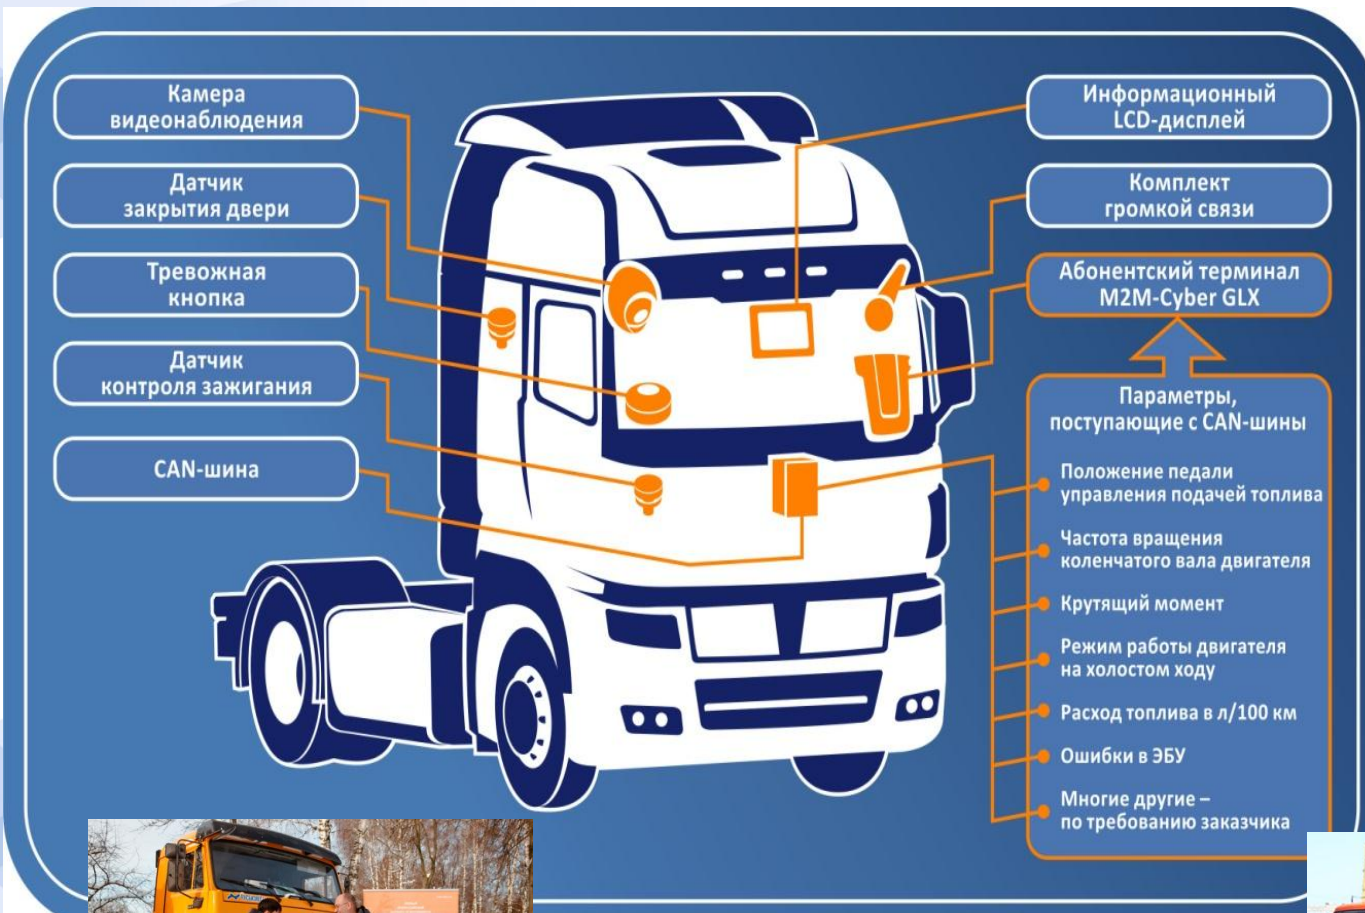 Камера
видеонаблюдения
Датчик
закрытия двери
Тревожная
кнопка
Датчик
контроля зажигания
CAN-шина
Информационный
LCD-дисплей
Комплект
громкой связи
Абонентский терминал
M2M-Cyber GLX
Параметры,
поступающие с CAN-шины
Положение педали
управления подачей топлива
Частота вращения
коленчатого вала двигателя
Крутящий момент
Режим работы двигателя
на холостом ходу
Расход топлива в л/100 км
Ошибки в ЭБУ
Многие другие –
по требованию заказчика